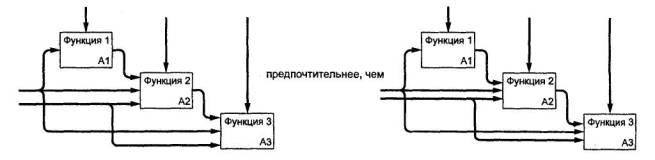 Функция 1
А1
Функция 2
А2
Функция 3
А3
предпочтительнее, чем
Функция 1
А1
Функция 2
А2
Функция 3
А3